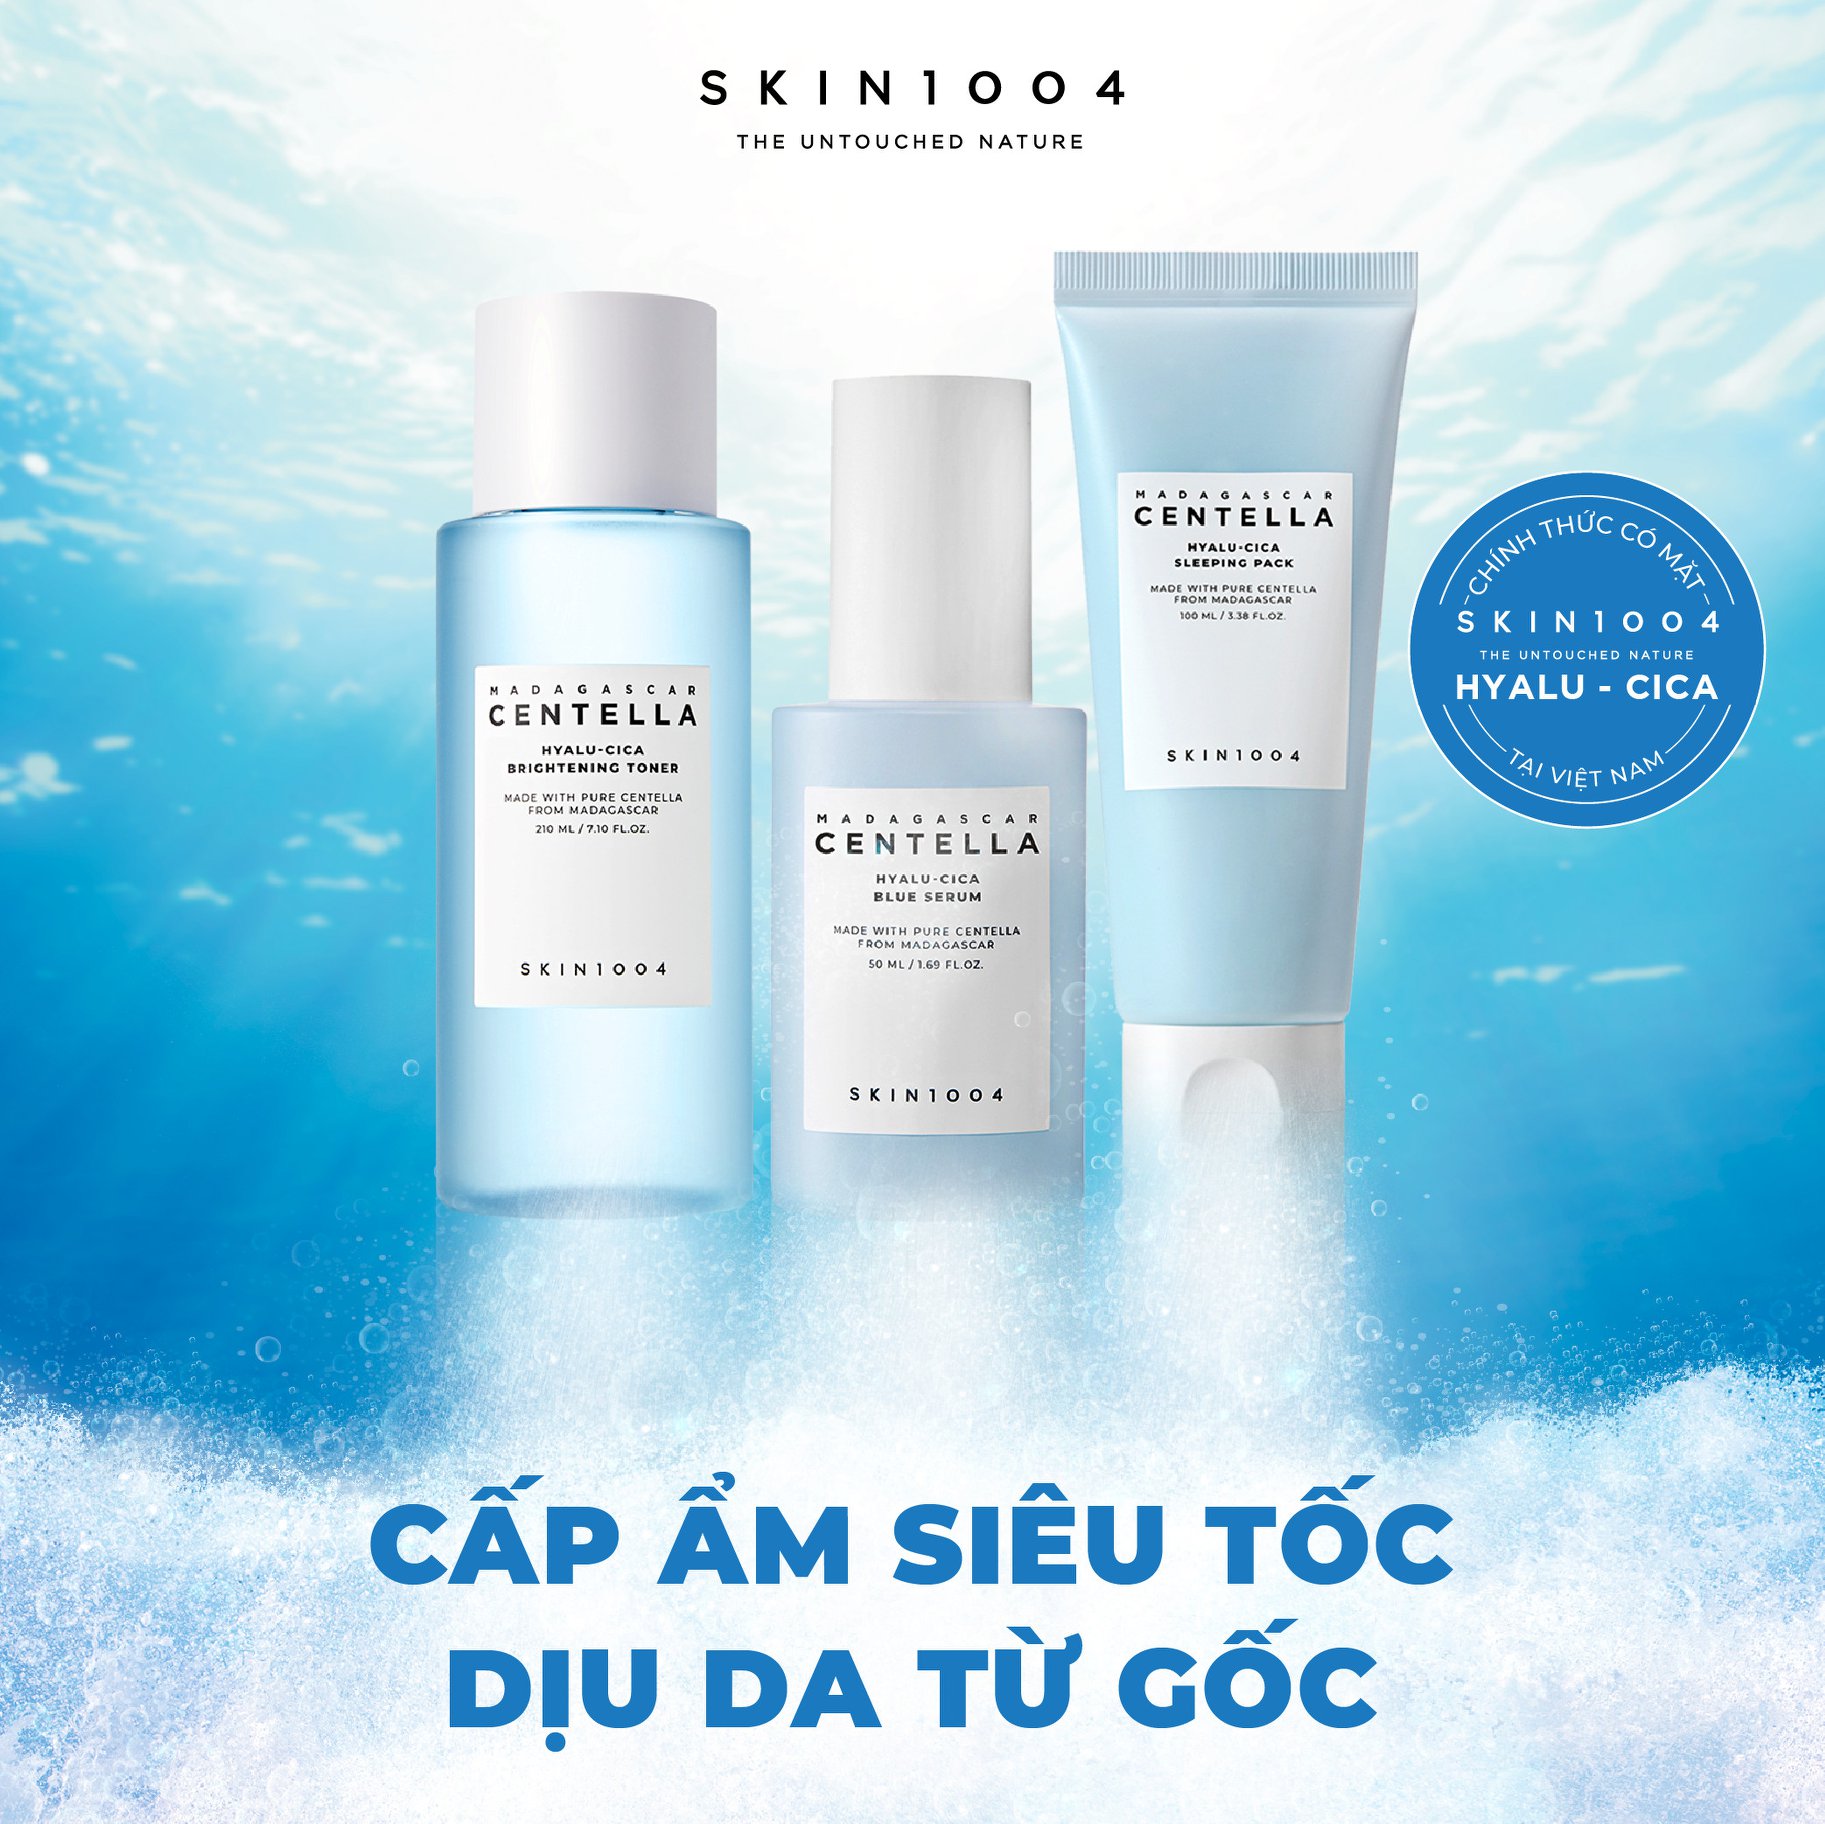 SKIN1004
THE UNTOUCHED NATURE
MADAGASCAR
CENTELLA
HYALU-CICA
BRIGHTENING TONER
MADE WITH PURE CENTELLA
FROM MADAGASCAR
210 ML / 7.10 FL.OZ.
SKIN1004
MADAGASCAR
CENTELLA
HYALU-CICA
BLUE SERUM
MADE WITH PURE CENTELLA
FROM MADAGASCAR
50 ML / 1.69 FL.OZ.
SKIN1004
MADAGASCAR
CENTELLA
HYALU-CICA
SLEEPING PACK
MADE WITH PURE CENTELLA
FROM MADAGASCAR
100 ML / 3.38 FL.OZ.
SKIN1004
CHÍNH THỨC CÓ MẶT
SKIN1004
THE UNTOUCHED NATURE
HYALU - CICA
TẠI VIỆT NAM
CẤP ẨM SIÊU TỐC
DỊU DA TỪ GỐC